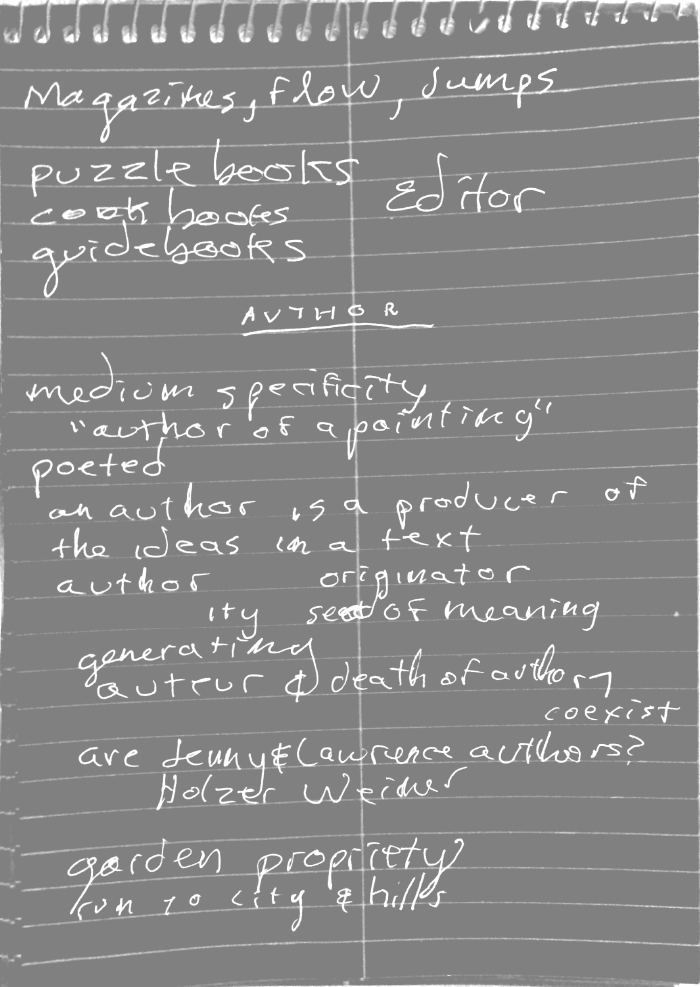 Magazines, flow, Jumps
puzzle books
cook books
guidebooks
Editor
AUTHOR
medium specificity
"author of a painting"
poeted
an author is a producer of
the ideas in a text
author originator
ity seed of meaning
generating
auteur & death of author
coexist
are Jenny & Lawrence authors?
Holzer Weiner
garden propriety?
run to city & hills